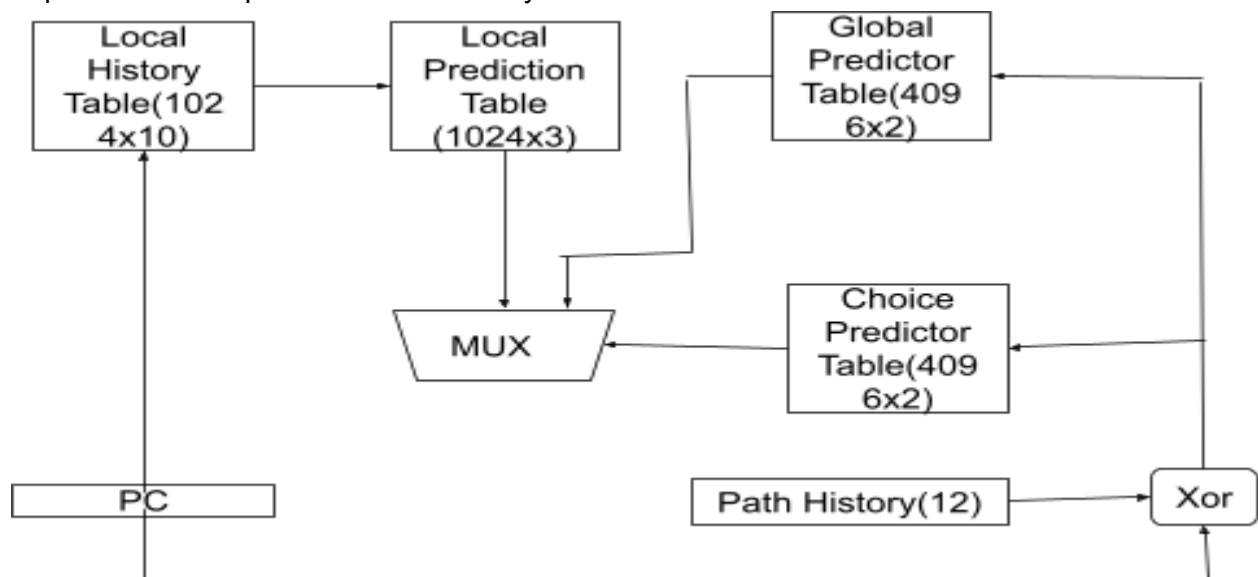 Local
History
Table(102
4x10)
Local
Prediction
Table
(1024x3)
Global
Predictor
Table(409
6x2)
MUX
Choice
Predictor
Table(409
6x2)
PC
Path History(12)
Xor